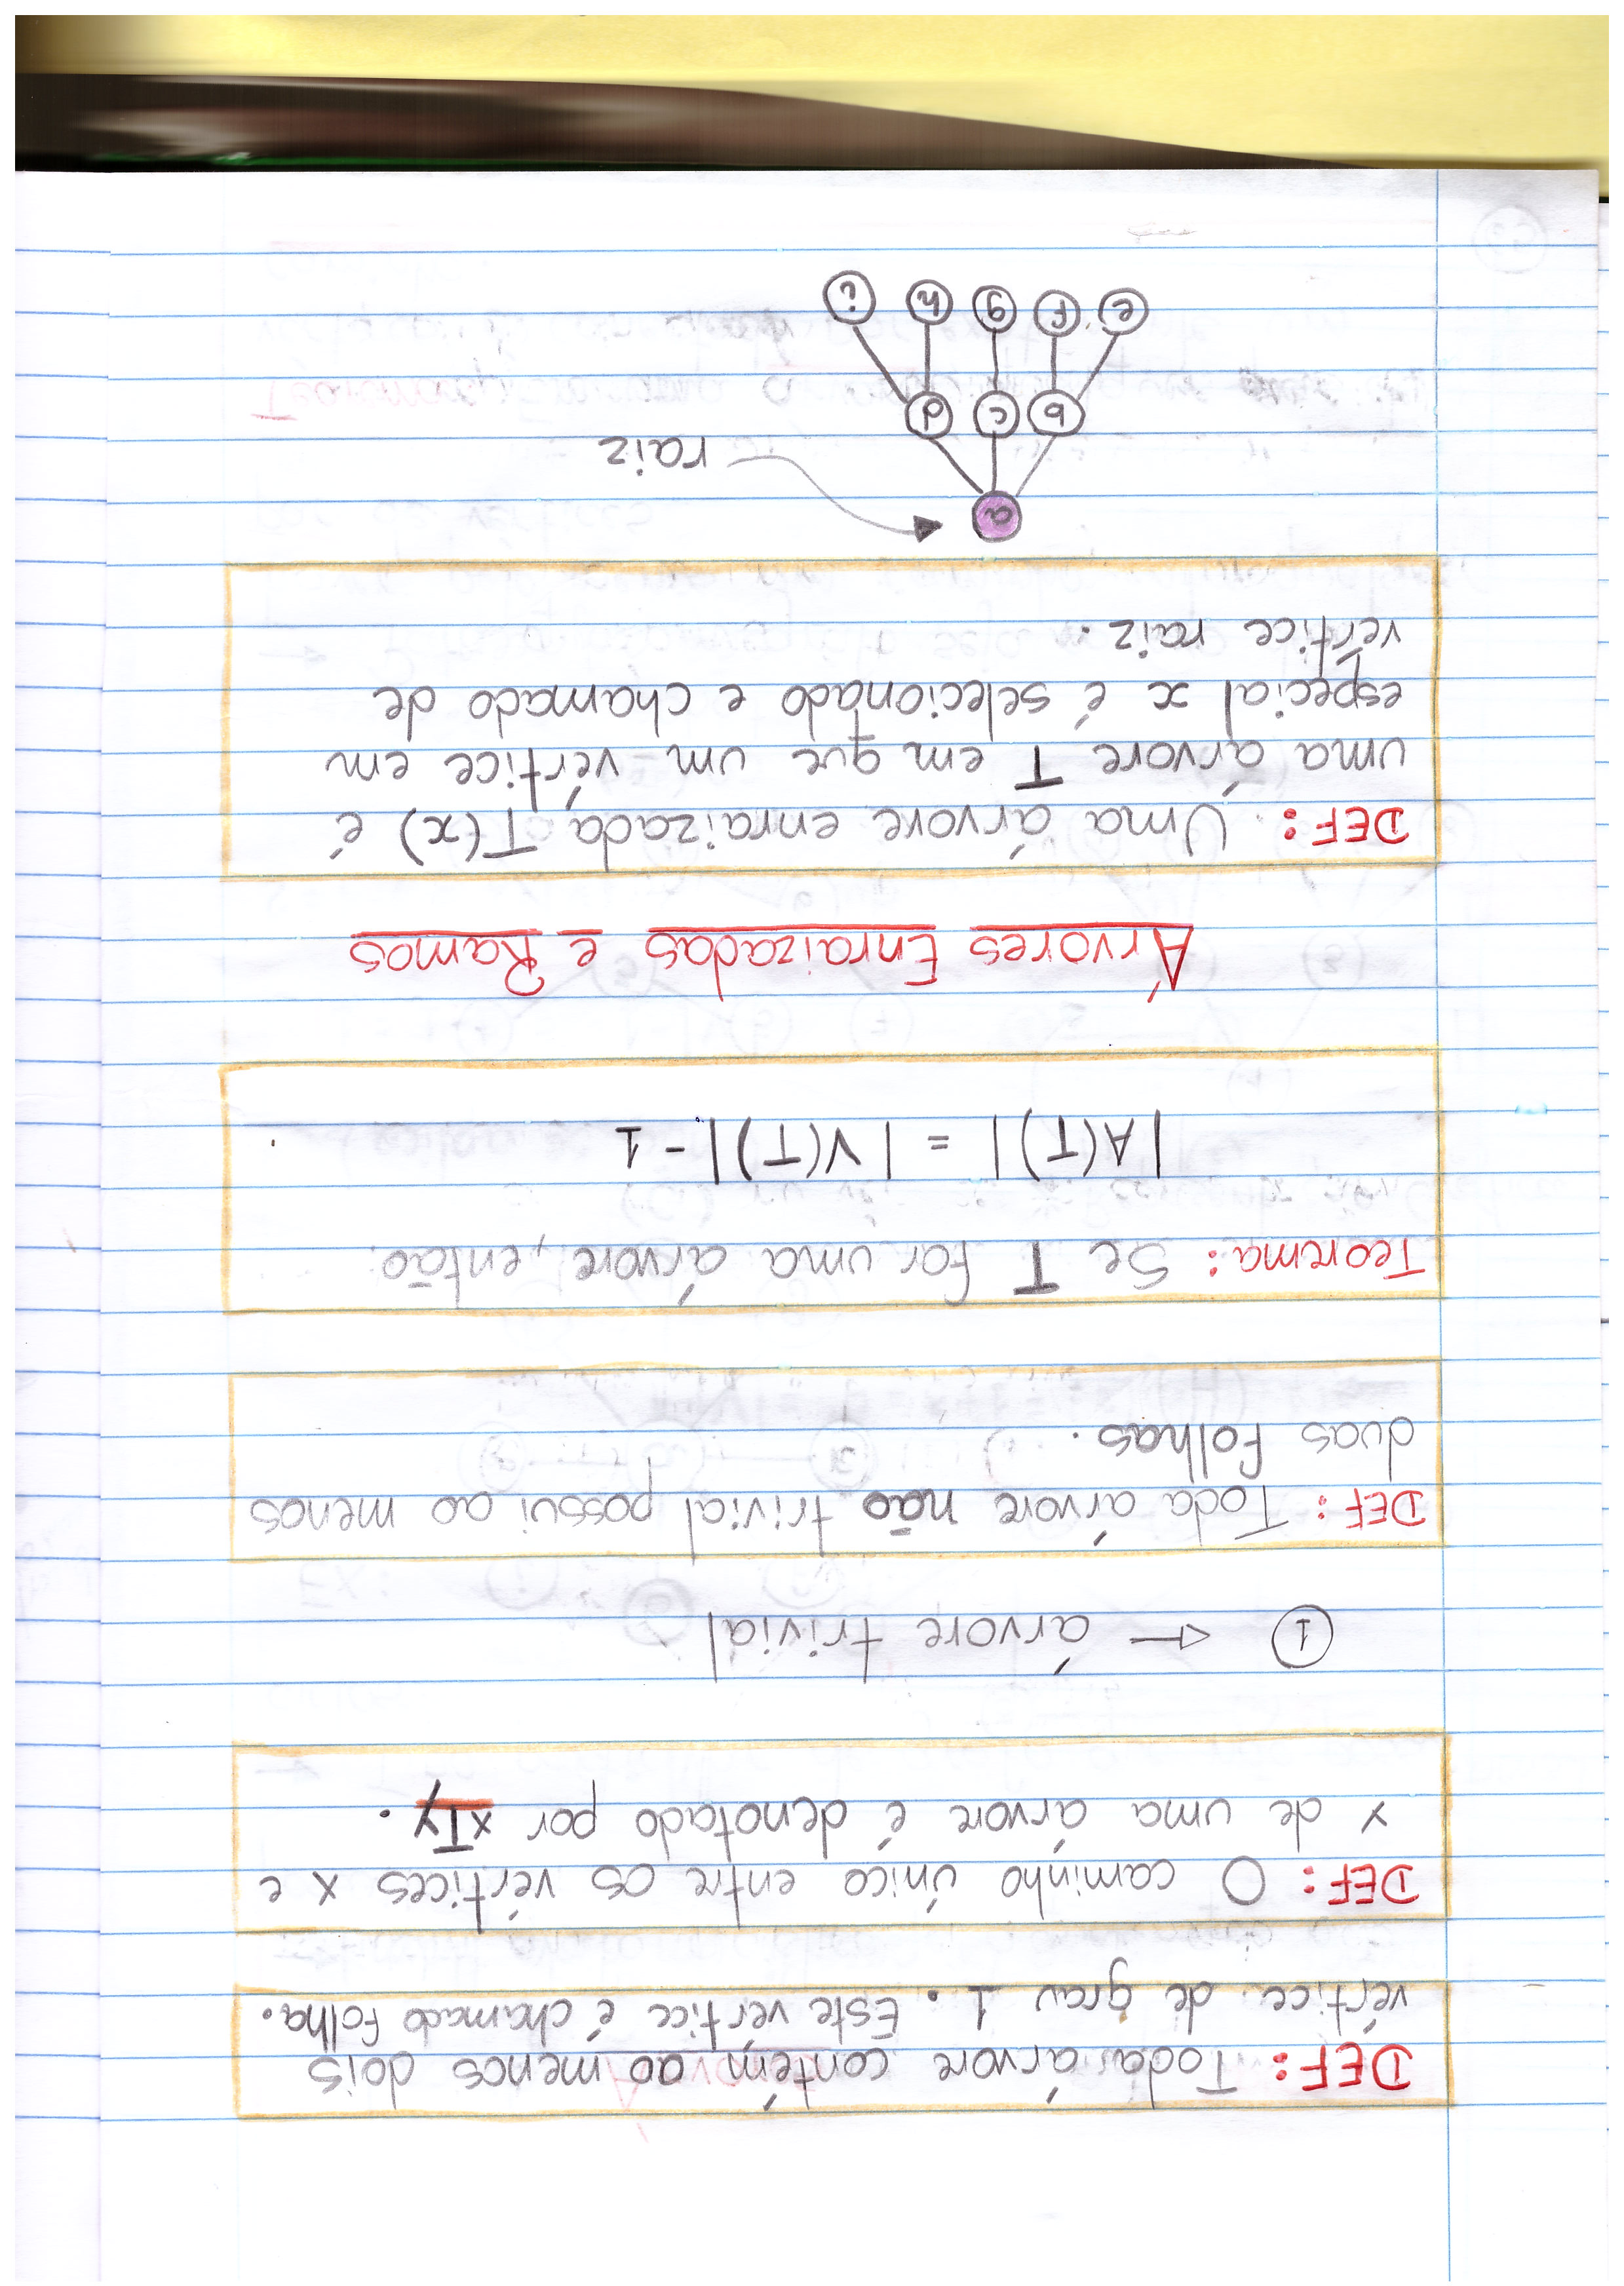 DEF: Toda árvore contém ao menos dois
vértice de grau 1. Este vértice é chamado folha.
DEF: O caminho único entre os vértices x e
x de uma árvore é denotado por xTy.
1 ← árvore trivial
DEF: Toda árvore não trivial possui ao menos
duas folhas.
Teorema: Se T for uma árvore, então
|A(T)| = |V(T)| - 1
Árvores Enraizadas e Ramos
DEF: Uma árvore enraizada T(x) é
uma árvore T em que um vértice em
especial x é selecionado e chamado de
vértice raiz.
a
raiz
b c d
e f g h i